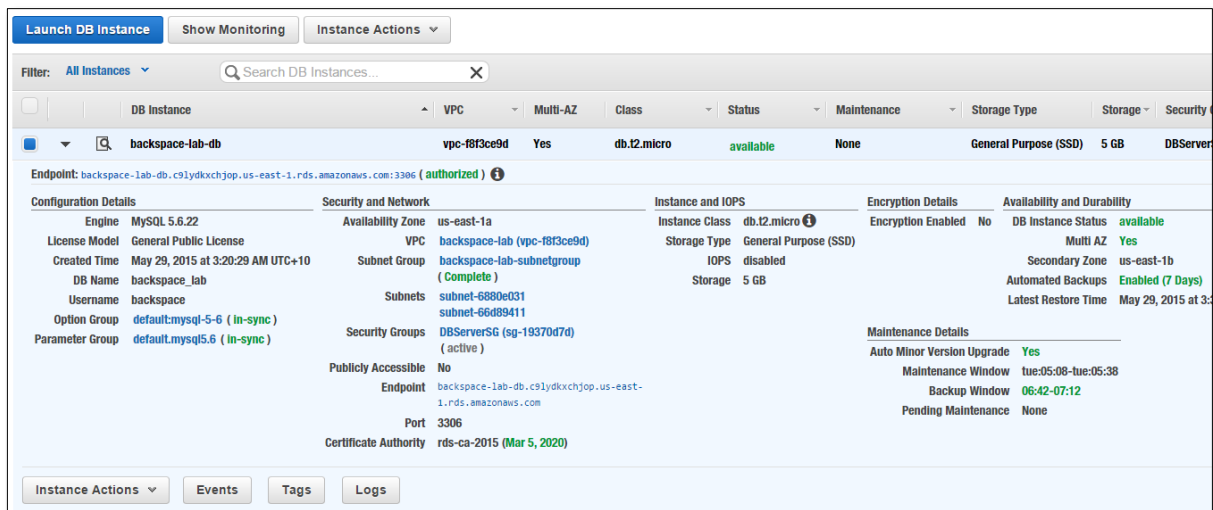 Launch DB Instance Show Monitoring Instance Actions
Filter: All Instances Search DB Instances...
DB Instance VPC Multi-AZ Class Status Maintenance Storage Type Storage Security
backspace-lab-db vpc-f8f3ce9d Yes db.t2.micro available None General Purpose (SSD) 5 GB DBServer
Endpoint: backspace-lab-db.c9lydkxchjop.us-east-1.rds.amazonaws.com:3306 ( authorized )
Configuration Details
Engine MySQL 5.6.22
License Model General Public License
Created Time May 29, 2015 at 3:20:29 AM UTC+10
DB Name backspace_lab
Username backspace
Option Group default:mysql-5-6 ( in-sync )
Parameter Group default.mysql5.6 ( in-sync )
Security and Network
Availability Zone us-east-1a
VPC backspace-lab (vpc-f8f3ce9d)
Subnet Group backspace-lab-subnetgroup
( Complete )
Subnets subnet-6880e031
subnet-66d89411
Security Groups DBServerSG (sg-19370d7d)
( active )
Publicly Accessible No
Endpoint backspace-lab-db.c9lydkxchjop.us-east-
1.rds.amazonaws.com
Port 3306
Certificate Authority rds-ca-2015 (Mar 5, 2020)
Instance and IOPS
Instance Class db.t2.micro
Storage Type General Purpose (SSD)
IOPS disabled
Storage 5 GB
Encryption Details
Encryption Enabled No
Availability and Durability
DB Instance Status available
Multi AZ Yes
Secondary Zone us-east-1b
Automated Backups Enabled (7 Days)
Latest Restore Time May 29, 2015 at 3:
Maintenance Details
Auto Minor Version Upgrade Yes
Maintenance Window tue:05:08-tue:05:38
Backup Window 06:42-07:12
Pending Maintenance None
Instance Actions Events Tags Logs